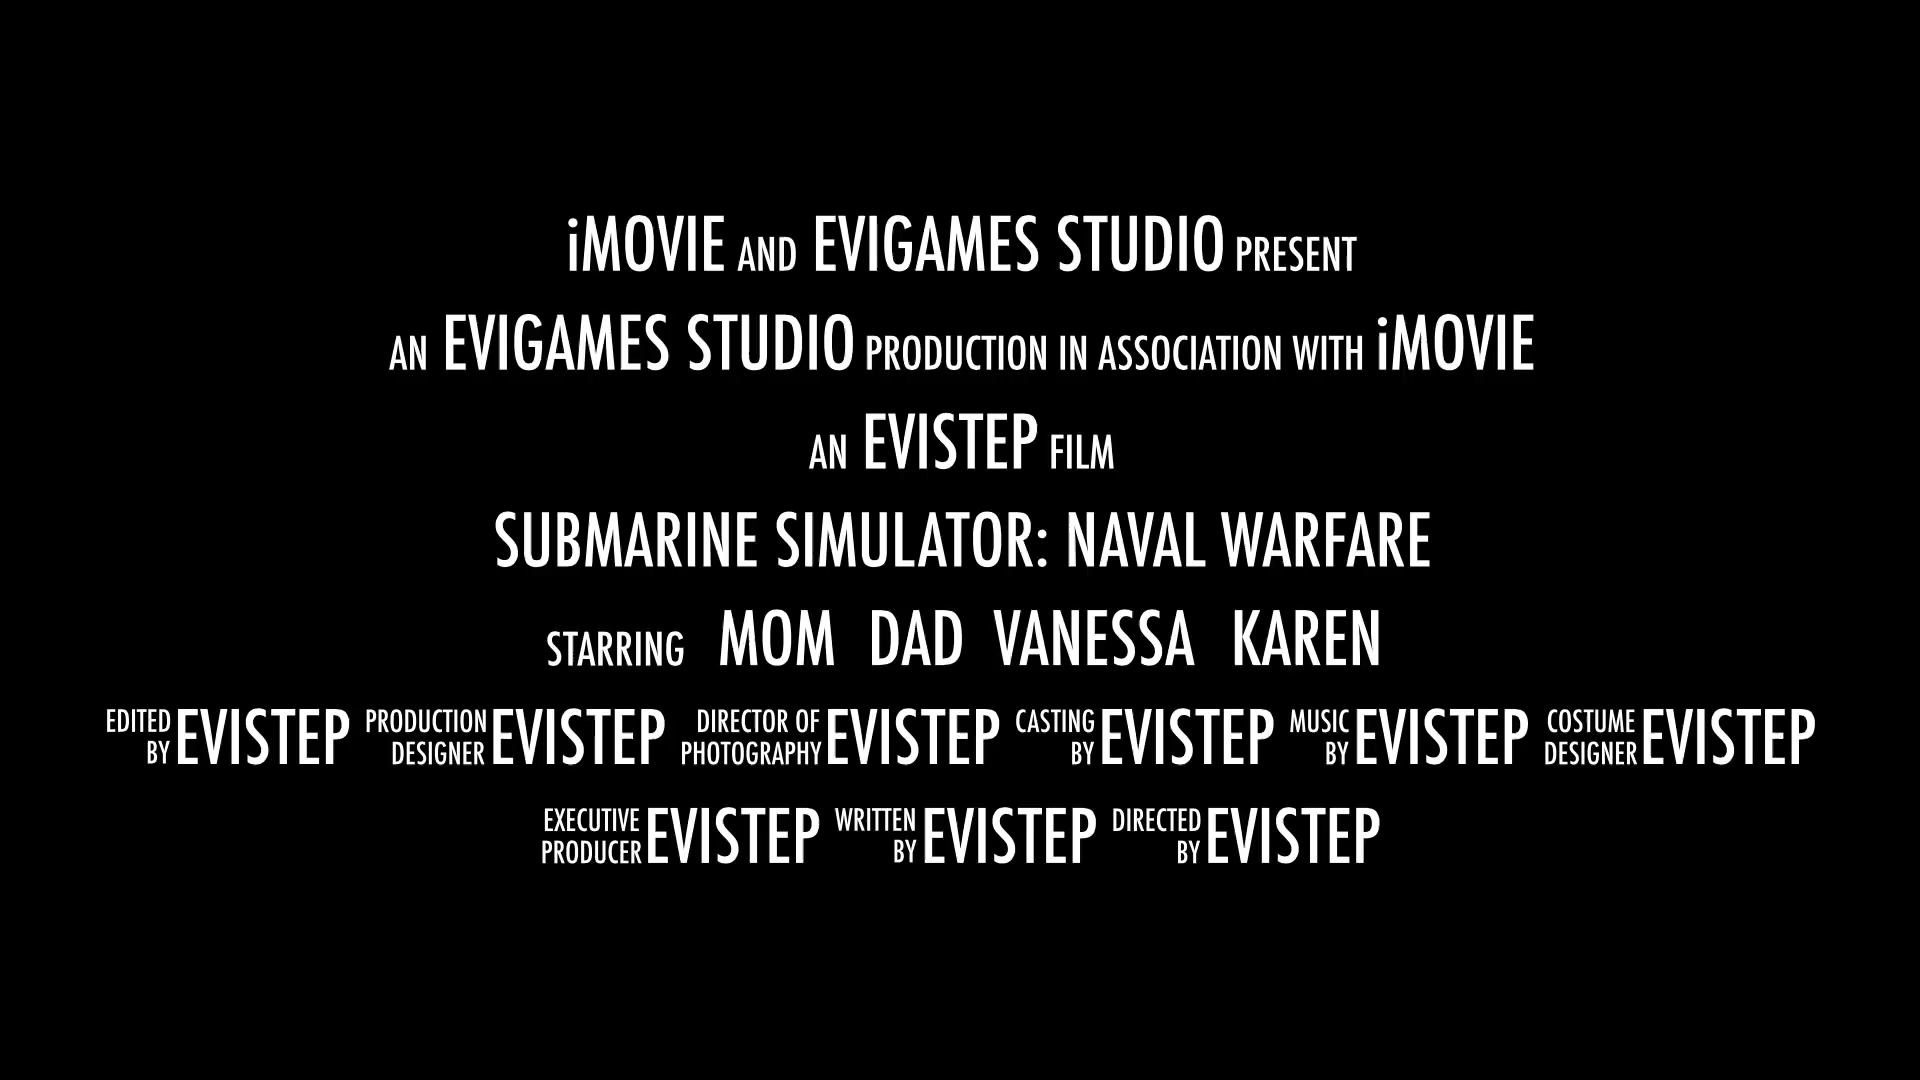 iMOVIE AND EVIGAMES STUDIO PRESENT
AN EVIGAMES STUDIO PRODUCTION IN ASSOCIATION WITH iMOVIE
AN EVISTEP FILM
SUBMARINE SIMULATOR: NAVAL WARFARE
STARRING MOM DAD VANESSA KAREN
EDITED BY EVISTEP PRODUCTION DESIGNER EVISTEP DIRECTOR OF PHOTOGRAPHY EVISTEP CASTING BY EVISTEP MUSIC BY EVISTEP COSTUME DESIGNER EVISTEP
EXECUTIVE PRODUCER EVISTEP WRITTEN BY EVISTEP DIRECTED BY EVISTEP